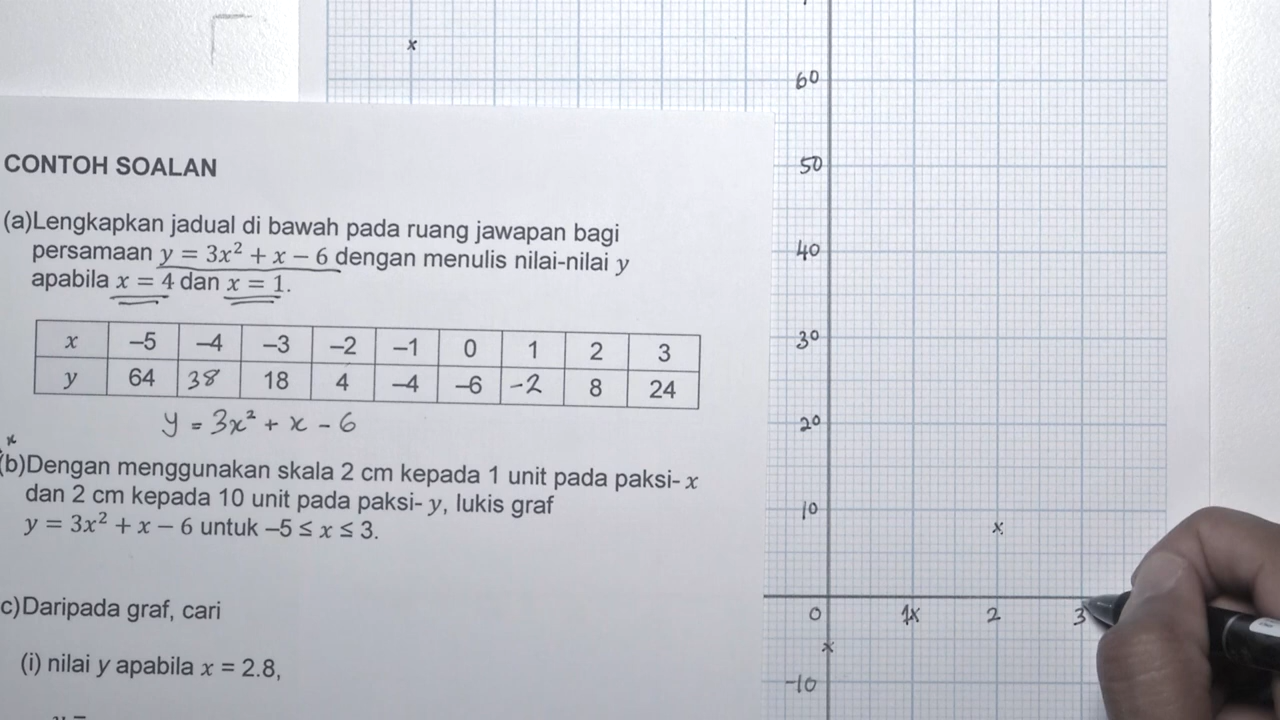 CONTOH SOALAN
(a)Lengkapkan jadual di bawah pada ruang jawapan bagi
persamaan y = 3x² + x − 6 dengan menulis nilai-nilai y
apabila x = 4 dan x = 1.
x −5 −4 −3 −2 −1 0 1 2 3
y 64 38 18 4 −4 −6 -2 8 24
y = 3x² + x - 6
(b)Dengan menggunakan skala 2 cm kepada 1 unit pada paksi- x
dan 2 cm kepada 10 unit pada paksi- y, lukis graf
y = 3x² + x − 6 untuk −5 ≤ x ≤ 3.
c)Daripada graf, cari
(i) nilai y apabila x = 2.8,
60
50
40
30
20
10
0 1 2 3
-10